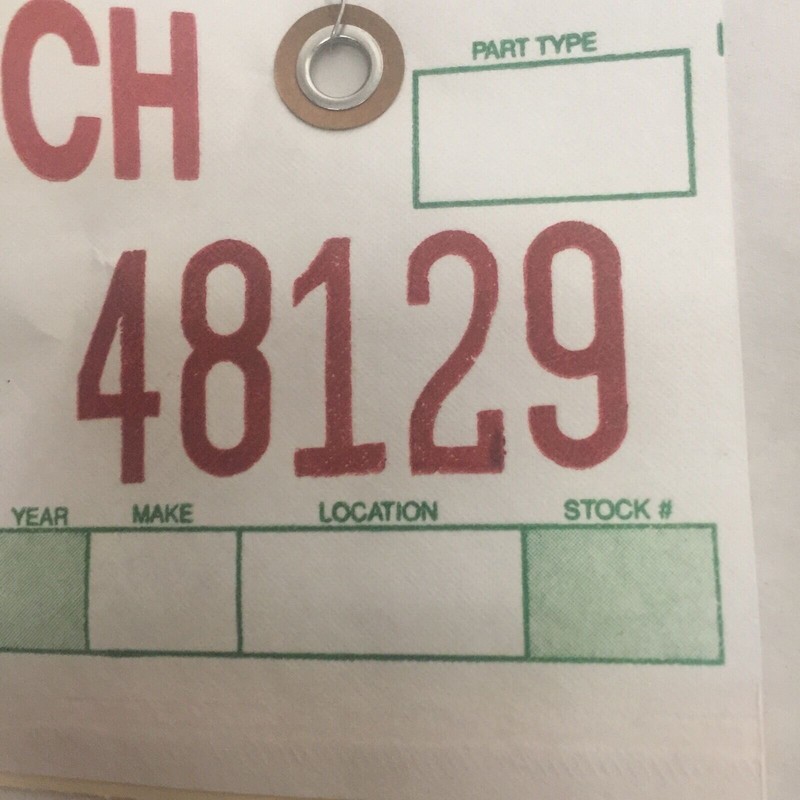 CH
PART TYPE
48129
YEAR MAKE LOCATION STOCK #